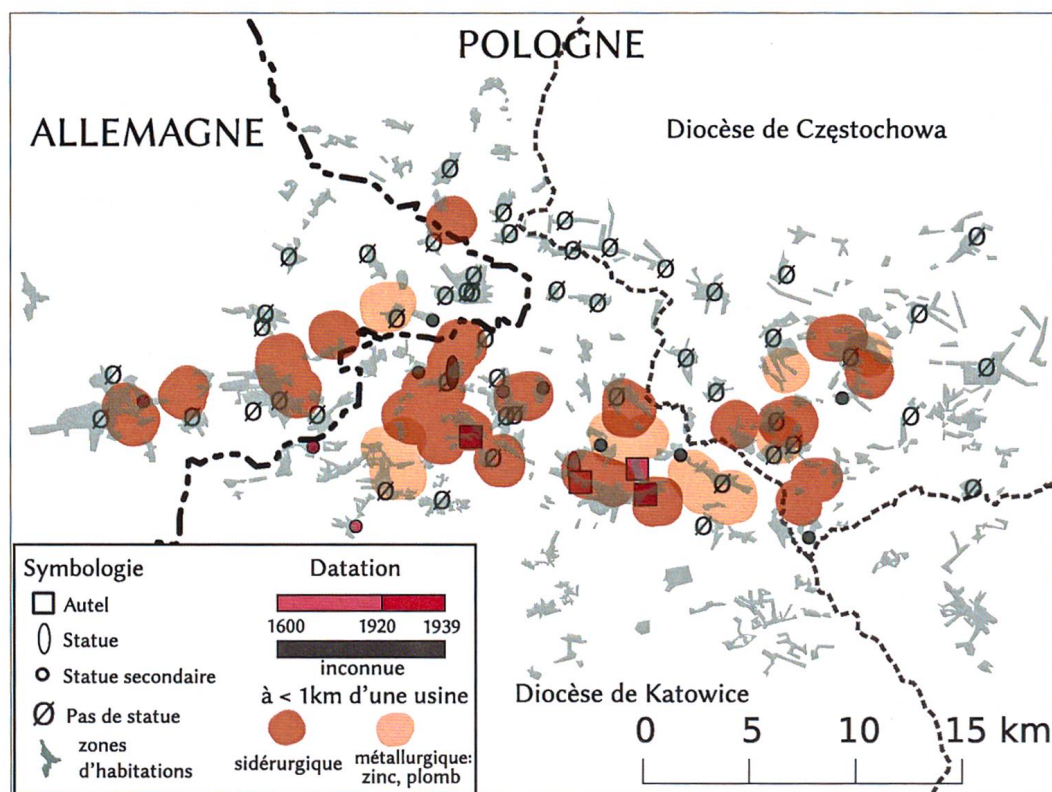 POLOGNE
ALLEMAGNE
Diocèse de Częstochowa
Diocèse de Katowice
0 5 10 15 km
Symbologie
Autel
Statue
Statue secondaire
Pas de statue
zones
d'habitations
Datation
1600 1920 1939
inconnue
à < 1km d'une usine
sidérurgique
métallurgique:
zinc, plomb